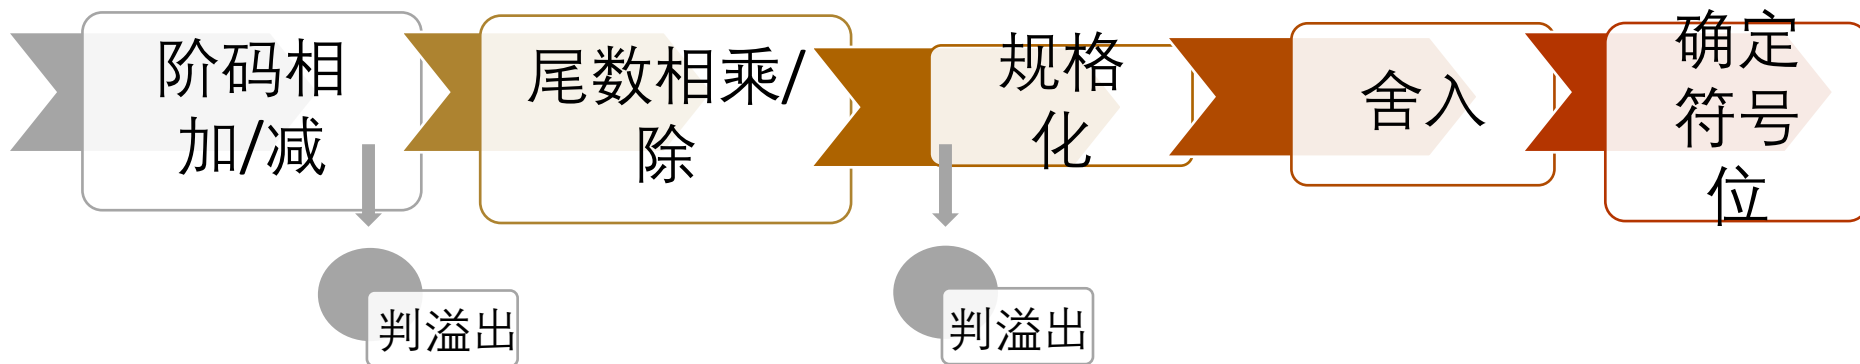 阶码相
加/减
尾数相乘/
除
规格
化
舍入
确定
符号
位
判溢出
判溢出